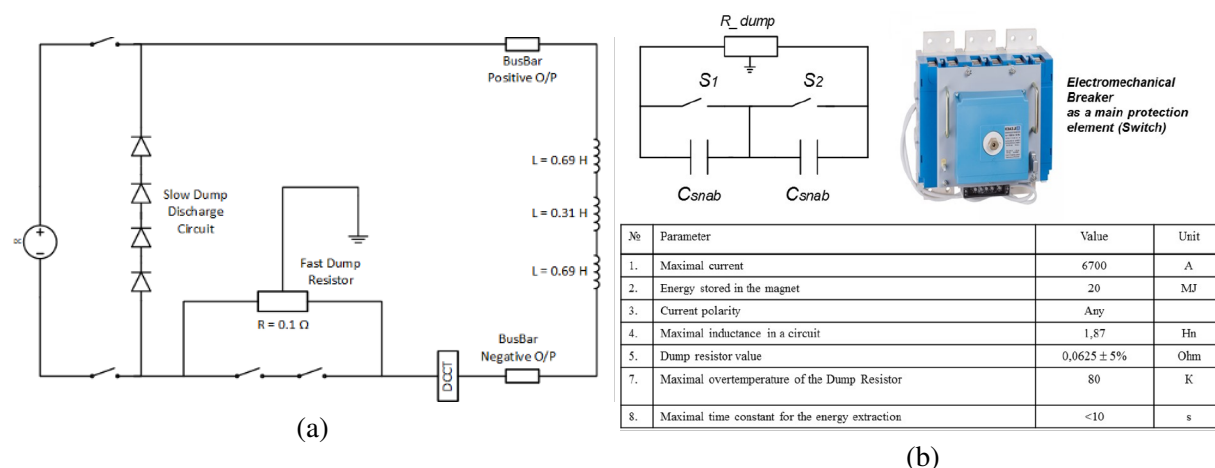 BusBar
Positive O/P
L = 0.69 H
L = 0.31 H
L = 0.69 H
Slow Dump
Discharge
Circuit
Fast Dump
Resistor
R = 0.1 Ω
BusBar
Negative O/P
DCCT
(a)
R_dump
S1
S2
Csnab
Csnab
Electromechanical
Breaker
as a main protection
element (Switch)
№ Parameter Value Unit
1. Maximal current 6700 A
2. Energy stored in the magnet 20 MJ
3. Current polarity Any
4. Maximal inductance in a circuit 1,87 Hn
5. Dump resistor value 0,0625 ± 5% Ohm
7. Maximal overtemperature of the Dump Resistor 80 K
8. Maximal time constant for the energy extraction <10 s
(b)